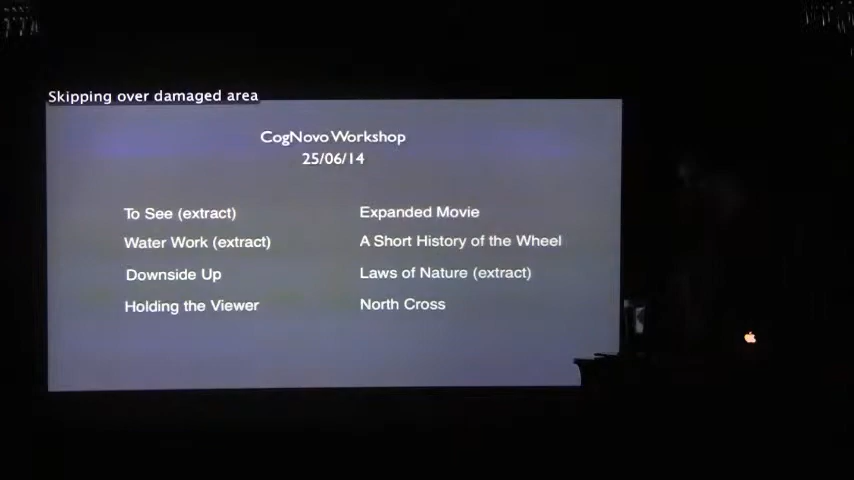 Skipping over damaged area
CogNovo Workshop
25/06/14
To See (extract)
Water Work (extract)
Downside Up
Holding the Viewer
Expanded Movie
A Short History of the Wheel
Laws of Nature (extract)
North Cross